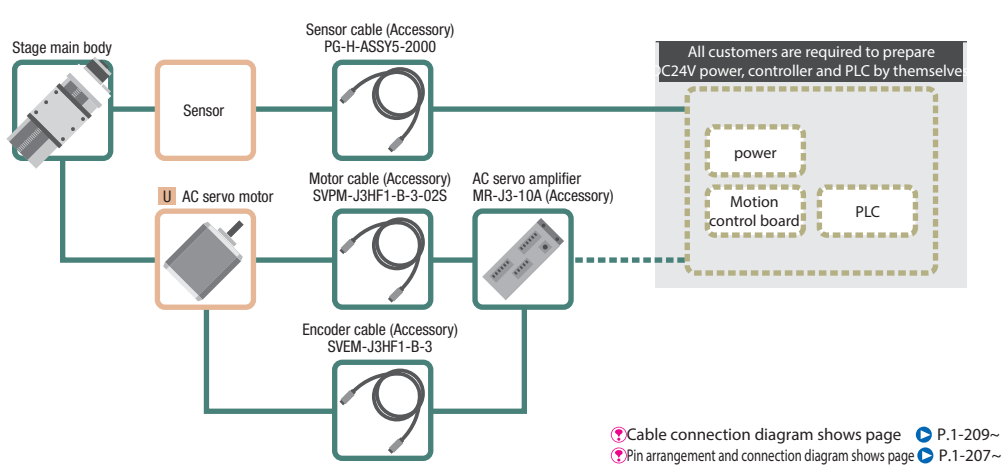 Stage main body
Sensor
Sensor cable (Accessory)
PG-H-ASSY5-2000
U AC servo motor
Motor cable (Accessory)
SVPM-J3HF1-B-3-02S
AC servo amplifier
MR-J3-10A (Accessory)
Encoder cable (Accessory)
SVEM-J3HF1-B-3
All customers are required to prepare
DC24V power, controller and PLC by themselve
power
Motion
control board
PLC
Cable connection diagram shows page P.1-209~
Pin arrangement and connection diagram shows page P.1-207~